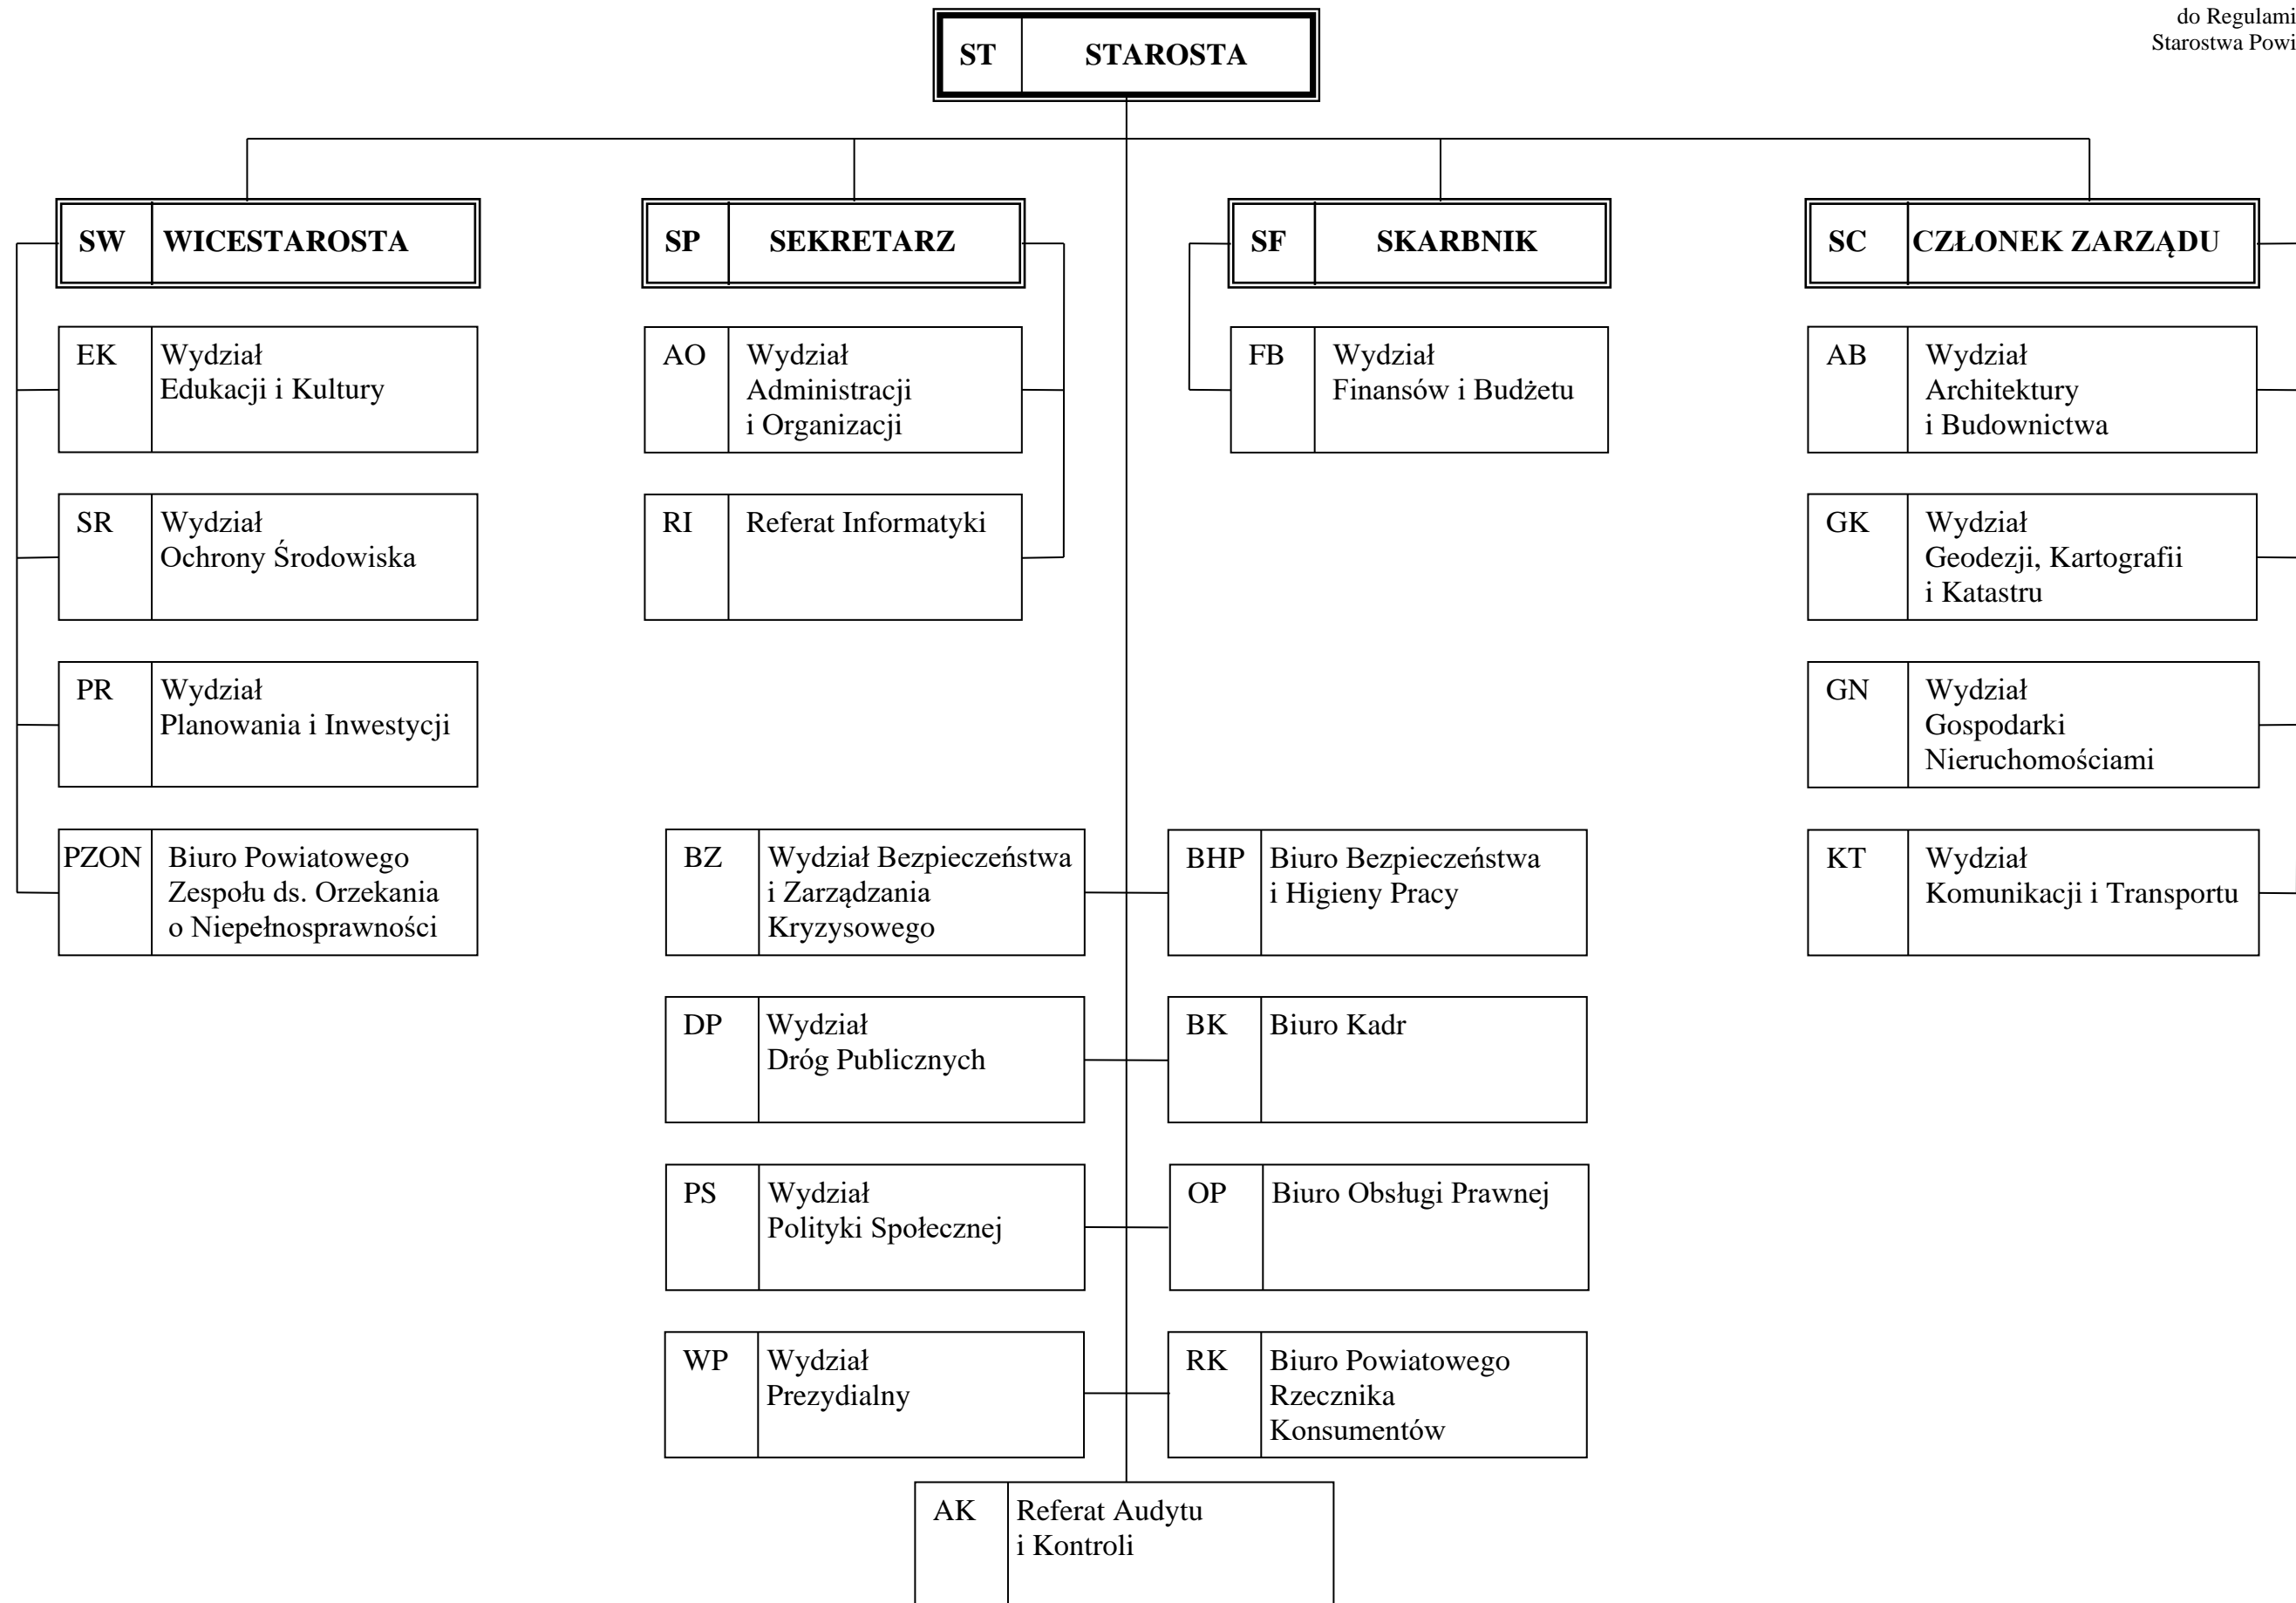 do Regulami
Starostwa Powi
ST STAROSTA
SW WICESTAROSTA
SP SEKRETARZ
SF SKARBNIK
SC CZŁONEK ZARZĄDU
EK Wydział
Edukacji i Kultury
AO Wydział
Administracji
i Organizacji
FB Wydział
Finansów i Budżetu
AB Wydział
Architektury
i Budownictwa
SR Wydział
Ochrony Środowiska
RI Referat Informatyki
GK Wydział
Geodezji, Kartografii
i Katastru
PR Wydział
Planowania i Inwestycji
GN Wydział
Gospodarki
Nieruchomościami
PZON Biuro Powiatowego
Zespołu ds. Orzekania
o Niepełnosprawności
BZ Wydział Bezpieczeństwa
i Zarządzania
Kryzysowego
BHP Biuro Bezpieczeństwa
i Higieny Pracy
KT Wydział
Komunikacji i Transportu
DP Wydział
Dróg Publicznych
BK Biuro Kadr
PS Wydział
Polityki Społecznej
OP Biuro Obsługi Prawnej
WP Wydział
Prezydialny
RK Biuro Powiatowego
Rzecznika
Konsumentów
AK Referat Audytu
i Kontroli